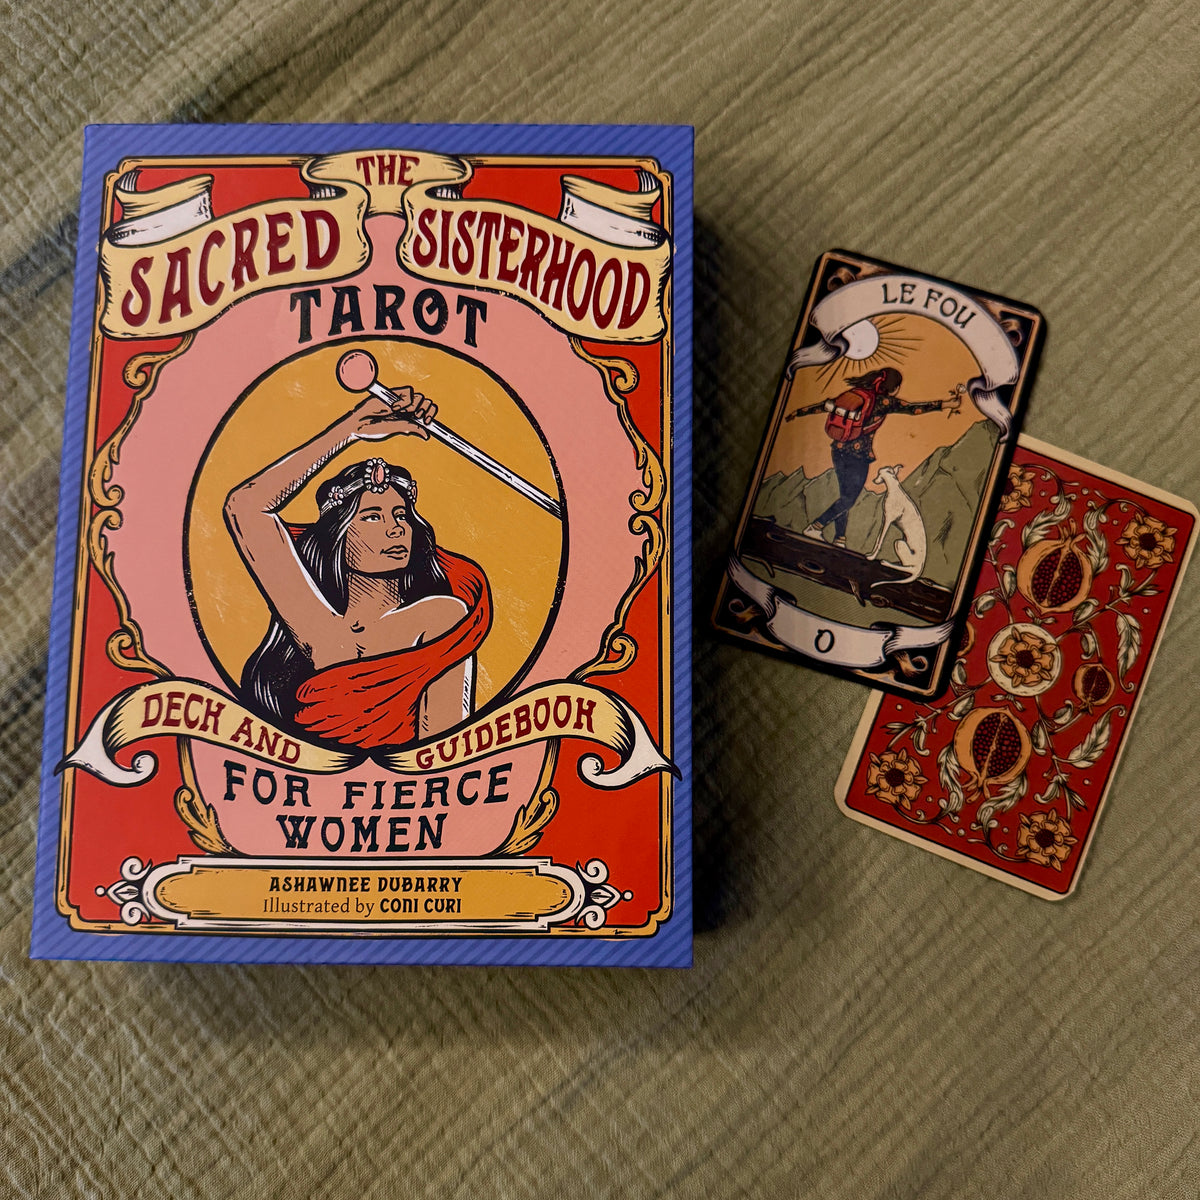 THE
SACRED SISTERHOOD
TAROT
DECK AND GUIDEBOOK
FOR FIERCE
WOMEN
ASHAWNEE DUBARRY
Illustrated by CONI CURI
LE FOU
0